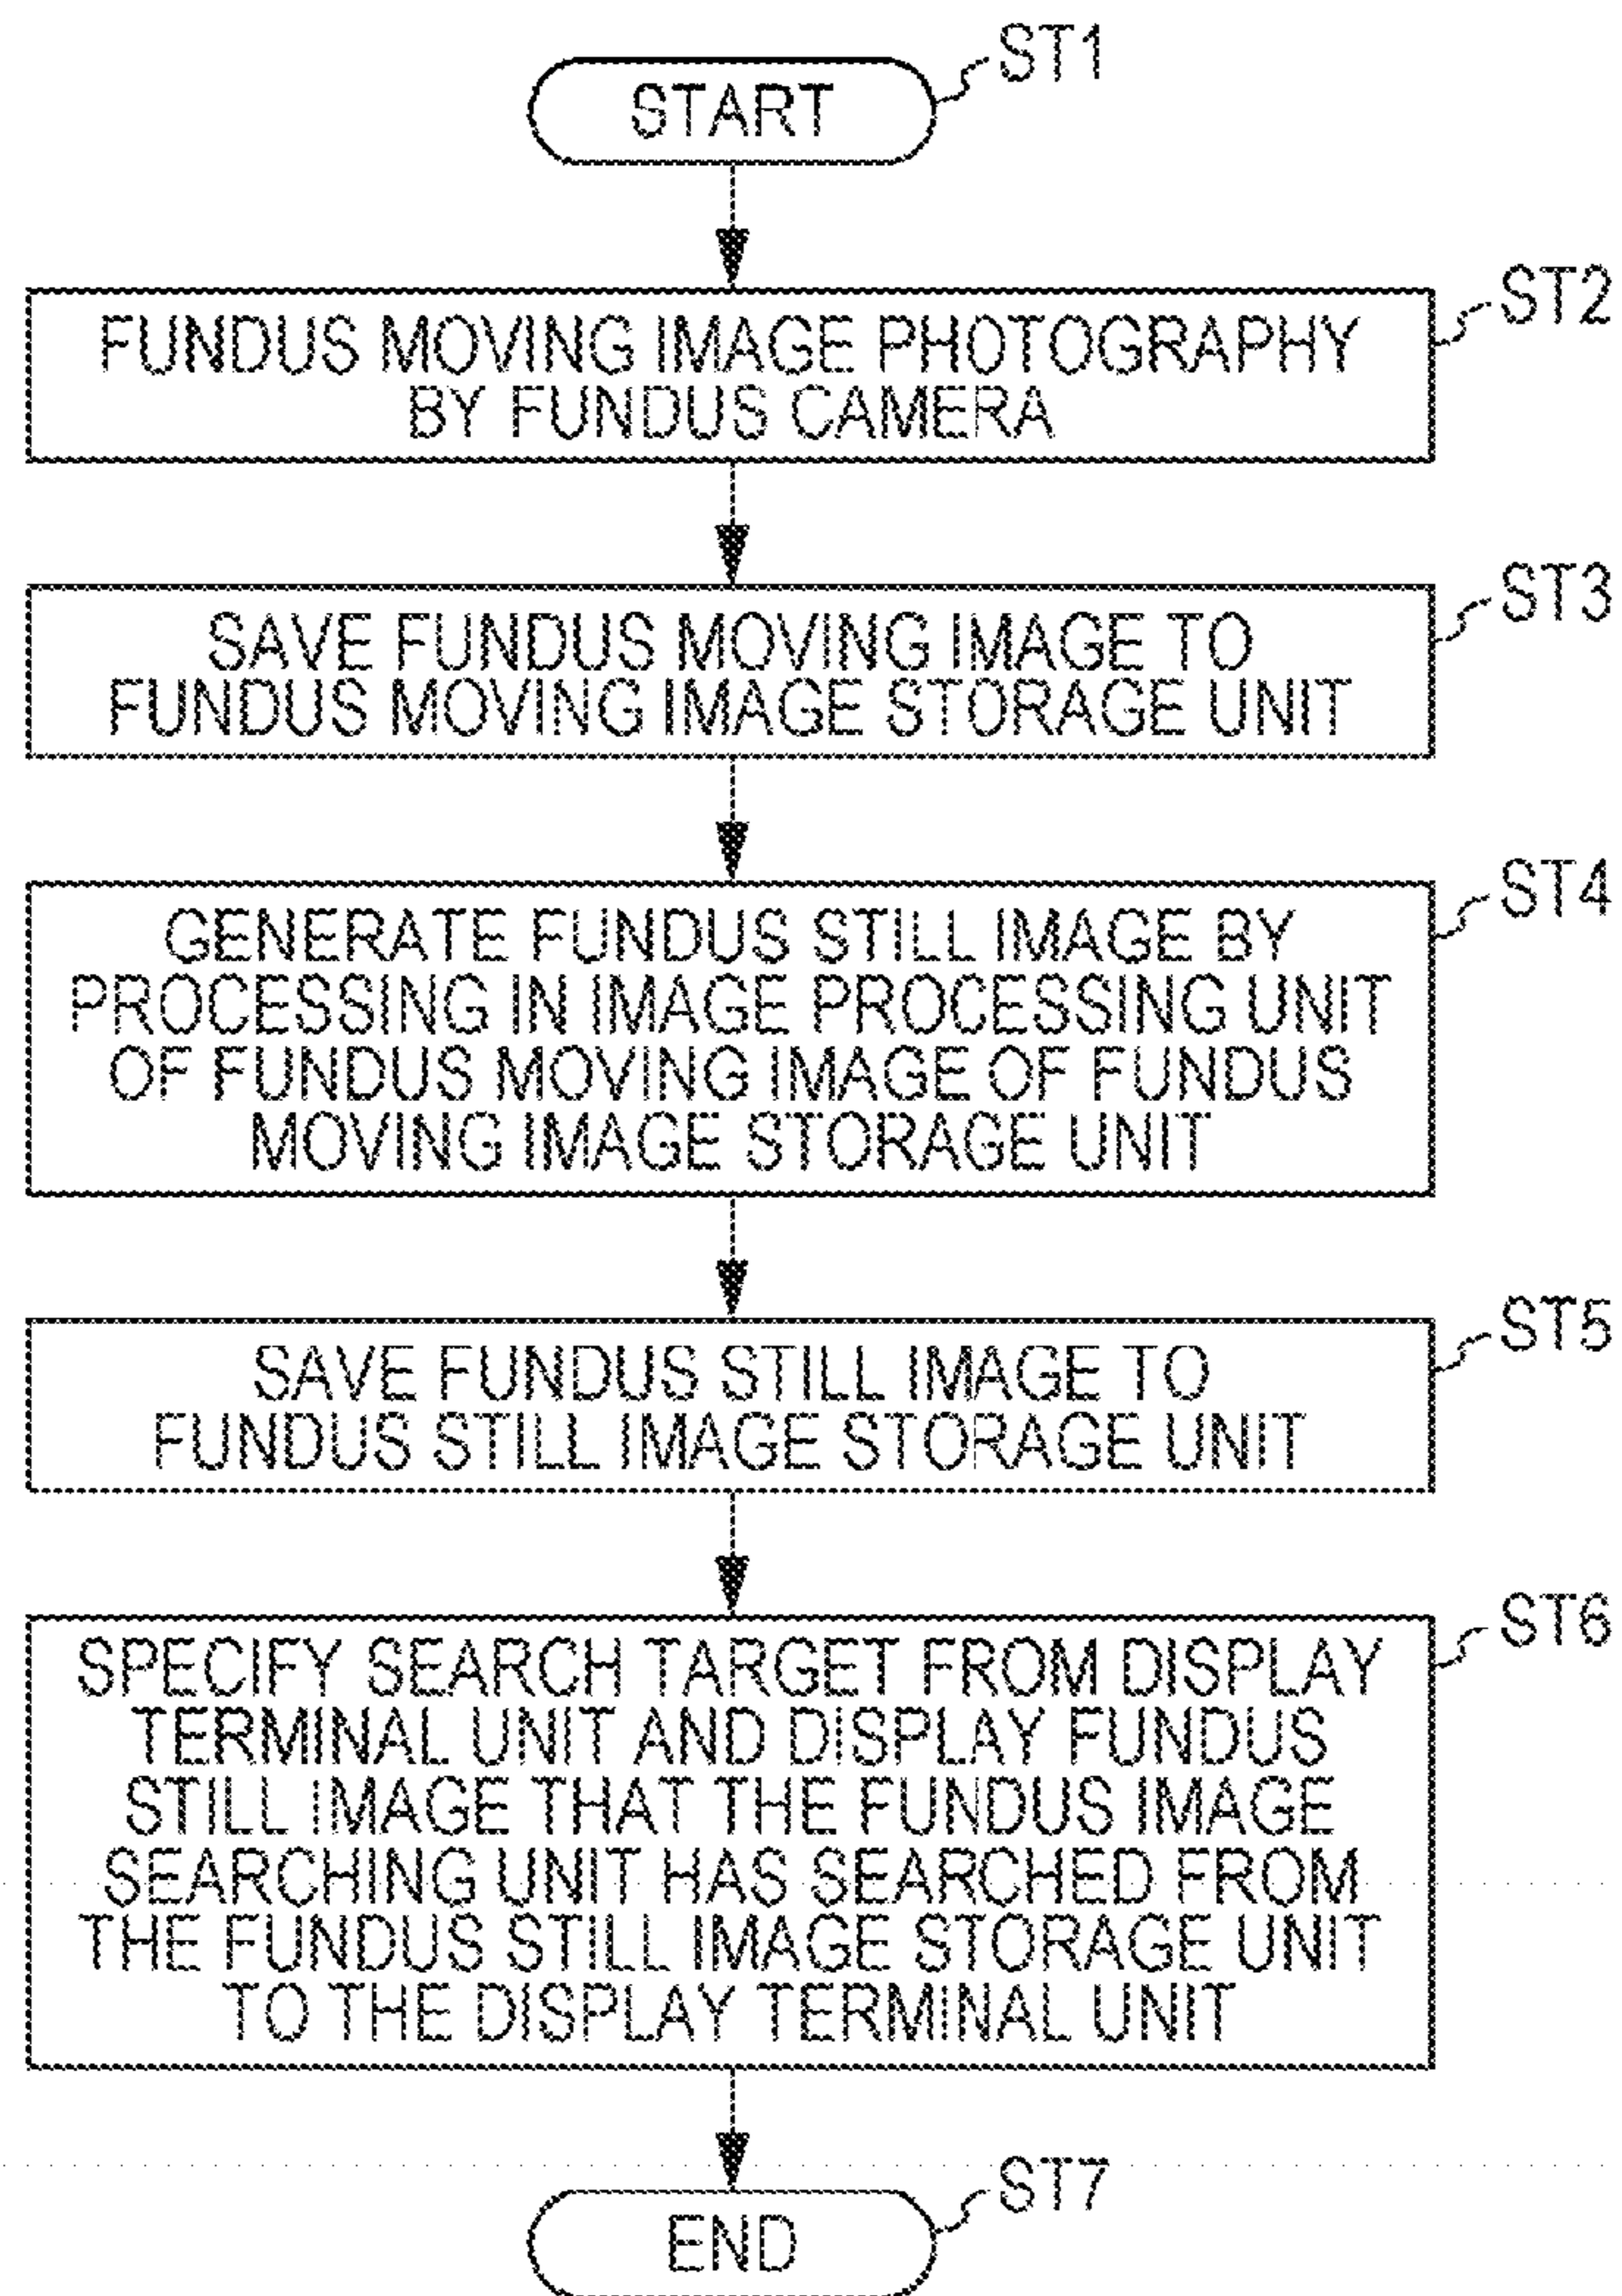 ST1
START
ST2
FUNDUS MOVING IMAGE PHOTOGRAPHY
BY FUNDUS CAMERA
ST3
SAVE FUNDUS MOVING IMAGE TO
FUNDUS MOVING IMAGE STORAGE UNIT
ST4
GENERATE FUNDUS STILL IMAGE BY
PROCESSING IN IMAGE PROCESSING UNIT
OF FUNDUS MOVING IMAGE OF FUNDUS
MOVING IMAGE STORAGE UNIT
ST5
SAVE FUNDUS STILL IMAGE TO
FUNDUS STILL IMAGE STORAGE UNIT
ST6
SPECIFY SEARCH TARGET FROM DISPLAY
TERMINAL UNIT AND DISPLAY FUNDUS
STILL IMAGE THAT THE FUNDUS IMAGE
SEARCHING UNIT HAS SEARCHED FROM
THE FUNDUS STILL IMAGE STORAGE UNIT
TO THE DISPLAY TERMINAL UNIT
ST7
END